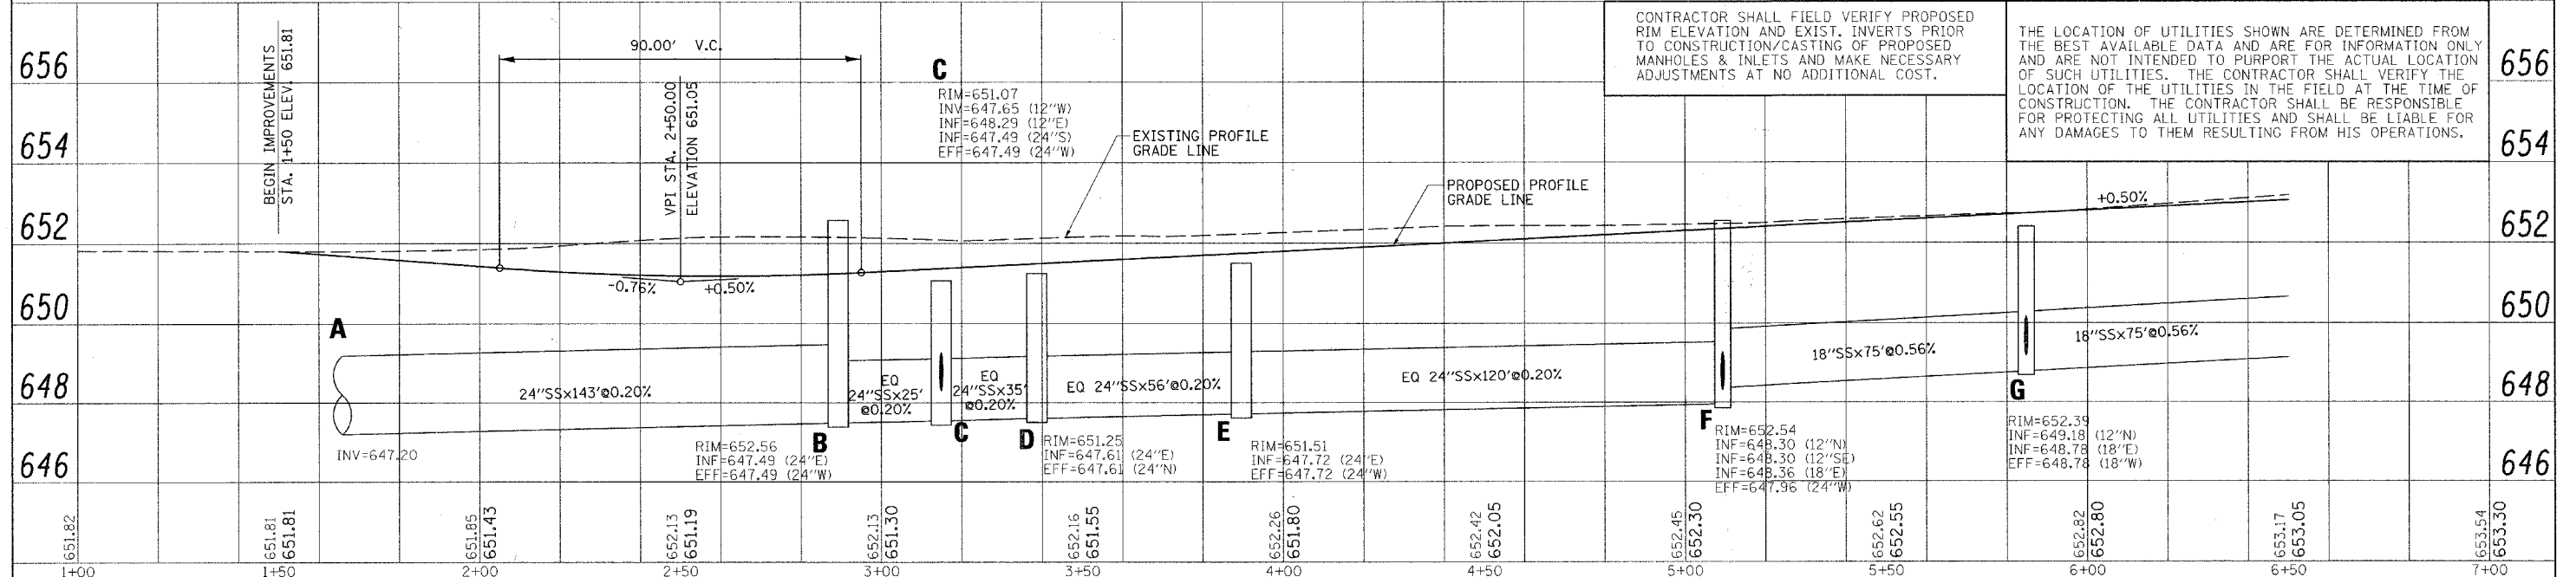 CONTRACTOR SHALL FIELD VERIFY PROPOSED
RIM ELEVATION AND EXIST. INVERTS PRIOR
TO CONSTRUCTION/CASTING OF PROPOSED
MANHOLES & INLETS AND MAKE NECESSARY
ADJUSTMENTS AT NO ADDITIONAL COST.
THE LOCATION OF UTILITIES SHOWN ARE DETERMINED FROM
THE BEST AVAILABLE DATA AND ARE FOR INFORMATION ONLY
AND ARE NOT INTENDED TO PURPORT THE ACTUAL LOCATION
OF SUCH UTILITIES. THE CONTRACTOR SHALL VERIFY THE
LOCATION OF THE UTILITIES IN THE FIELD AT THE TIME OF
CONSTRUCTION. THE CONTRACTOR SHALL BE RESPONSIBLE
FOR PROTECTING ALL UTILITIES AND SHALL BE LIABLE FOR
ANY DAMAGES TO THEM RESULTING FROM HIS OPERATIONS.
656
654
652
650
648
646
656
654
652
650
648
646
BEGIN IMPROVEMENTS
STA. 1+50 ELEV. 651.81
90.00' V.C.
VPI STA. 2+50.00
ELEVATION 651.05
C
RIM=651.07
INV=647.65 (12"W)
INF=648.29 (12"E)
INF=647.49 (24"S)
EFF=647.49 (24"W)
EXISTING PROFILE
GRADE LINE
PROPOSED PROFILE
GRADE LINE
+0.50%
-0.76%
+0.50%
A
24"SSx143'@0.20%
EQ
24"SSx25'
@0.20%
EQ
24"SSx35'
@0.20%
EQ 24"SSx56'@0.20%
EQ 24"SSx120'@0.20%
18"SSx75'@0.56%
18"SSx75'@0.56%
INV=647.20
B
RIM=652.56
INF=647.49 (24"E)
EFF=647.49 (24"W)
C
D
RIM=651.25
INF=647.61 (24"E)
EFF=647.61 (24"N)
E
RIM=651.51
INF=647.72 (24"E)
EFF=647.72 (24"W)
F
RIM=652.54
INF=648.30 (12"N)
INF=648.30 (12"SE)
INF=648.36 (18"E)
EFF=647.96 (24"W)
G
RIM=652.39
INF=649.18 (12"N)
INF=648.78 (18"E)
EFF=648.78 (18"W)
651.82
651.81
651.81
651.85
651.43
652.13
651.19
652.13
651.30
652.16
651.55
652.26
651.80
652.42
652.05
652.45
652.30
652.62
652.55
652.82
652.80
653.17
653.05
653.54
653.30
1+00
1+50
2+00
2+50
3+00
3+50
4+00
4+50
5+00
5+50
6+00
6+50
7+00